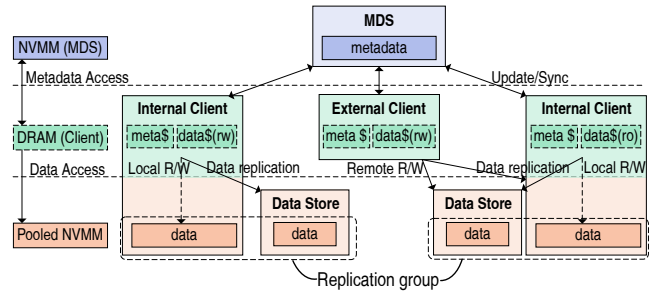 MDS
NVMM (MDS)
metadata
Metadata Access
Update/Sync
Internal Client
External Client
Internal Client
DRAM (Client)
meta$ data$(rw)
meta $ data$(rw)
meta $ data$(ro)
Data Access
Local R/W
Data replication
Remote R/W
Data replication
Local R/W
Data Store
Data Store
Pooled NVMM
data
data
data
data
Replication group